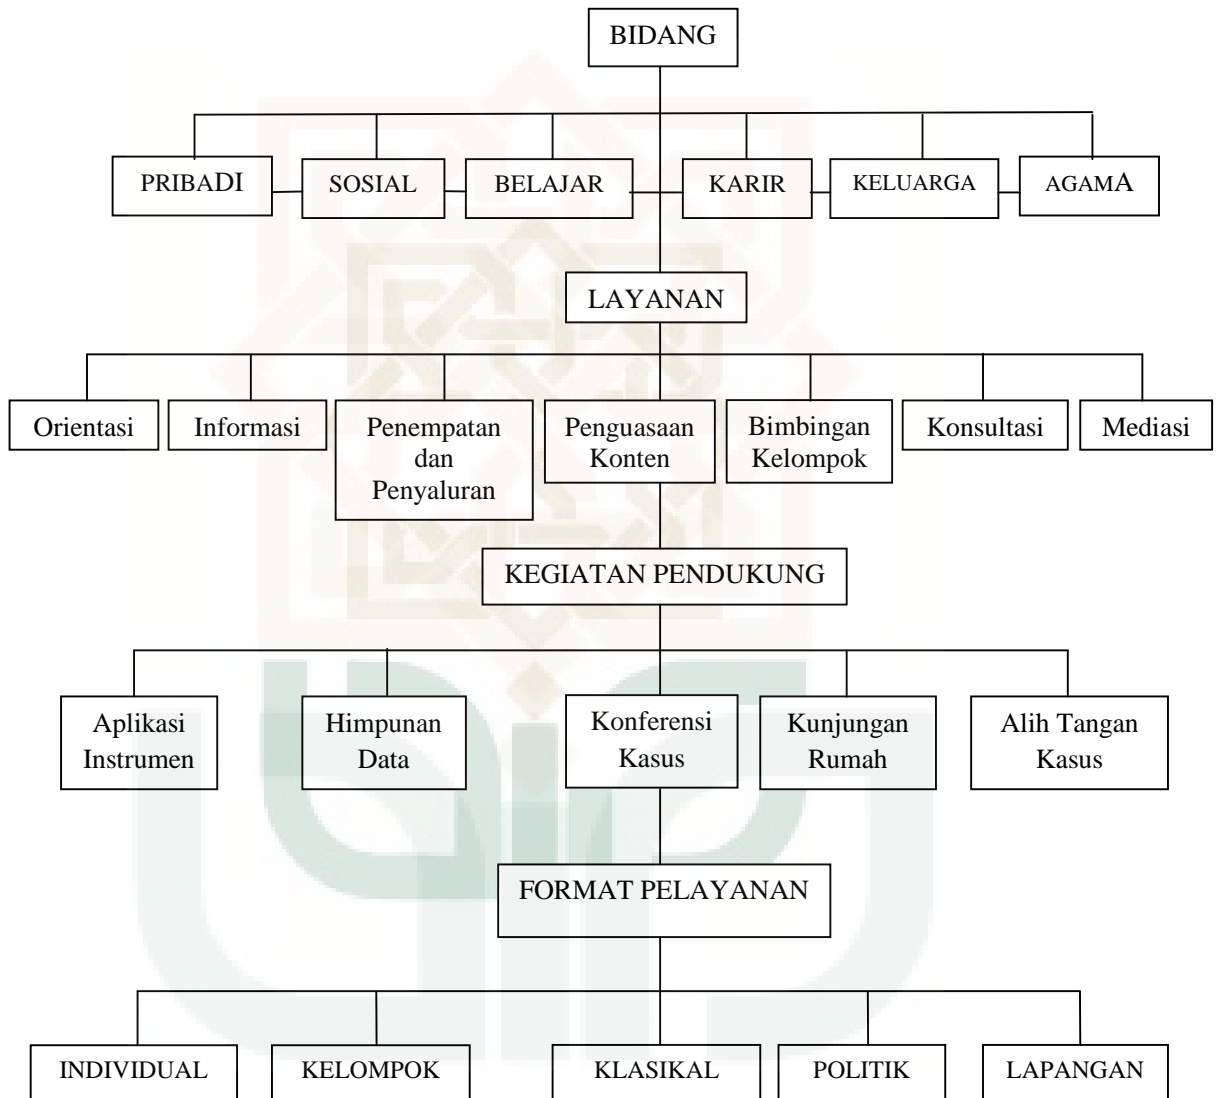 BIDANG
PRIBADI
SOSIAL
BELAJAR
KARIR
KELUARGA
AGAMA
LAYANAN
Orientasi
Informasi
Penempatan
dan
Penyaluran
Penguasaan
Konten
Bimbingan
Kelompok
Konsultasi
Mediasi
KEGIATAN PENDUKUNG
Aplikasi
Instrumen
Himpunan
Data
Konferensi
Kasus
Kunjungan
Rumah
Alih Tangan
Kasus
FORMAT PELAYANAN
INDIVIDUAL
KELOMPOK
KLASIKAL
POLITIK
LAPANGAN